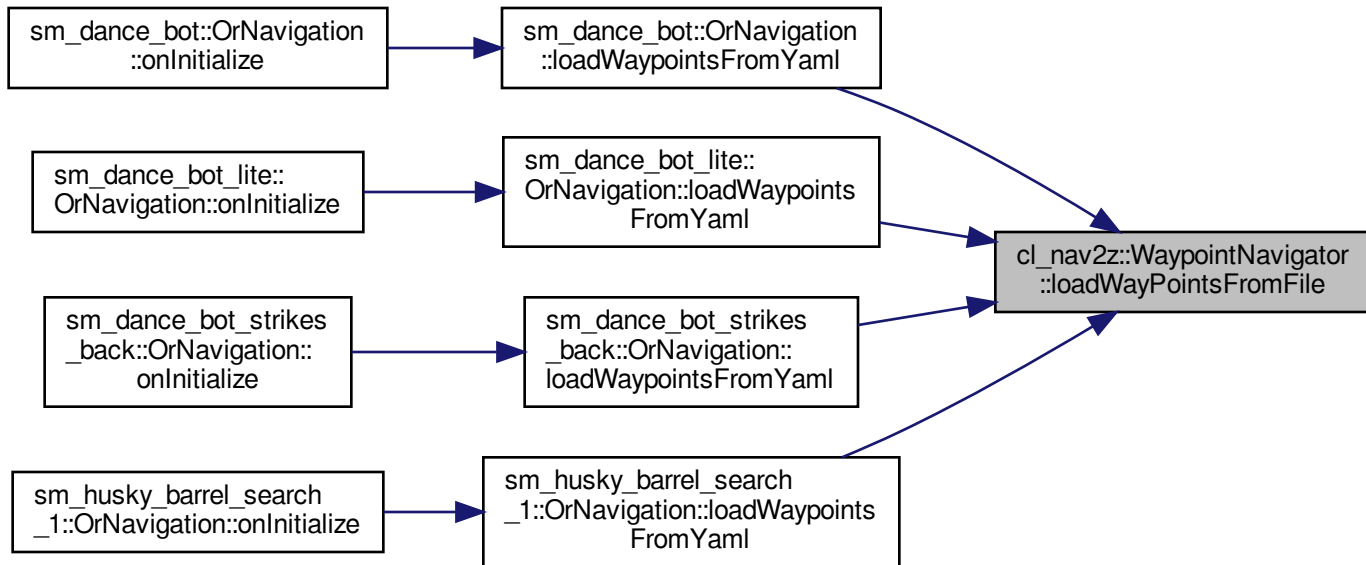 sm_dance_bot::OrNavigation
::onInitialize
sm_dance_bot::OrNavigation
::loadWaypointsFromYaml
sm_dance_bot_lite::
OrNavigation::onInitialize
sm_dance_bot_lite::
OrNavigation::loadWaypoints
FromYaml
cl_nav2z::WaypointNavigator
::loadWayPointsFromFile
sm_dance_bot_strikes
_back::OrNavigation::
onInitialize
sm_dance_bot_strikes
_back::OrNavigation::
loadWaypointsFromYaml
sm_husky_barrel_search
_1::OrNavigation::onInitialize
sm_husky_barrel_search
_1::OrNavigation::loadWaypoints
FromYaml